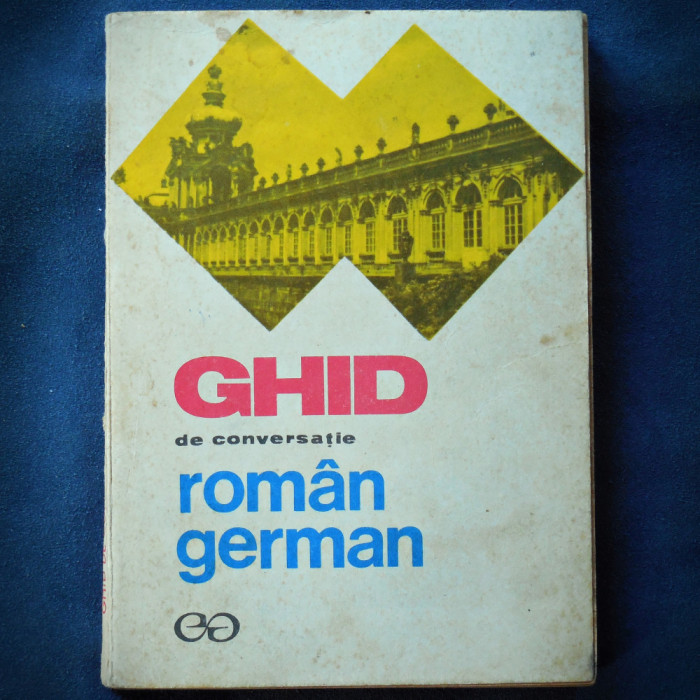 GHID
de conversație
român
german